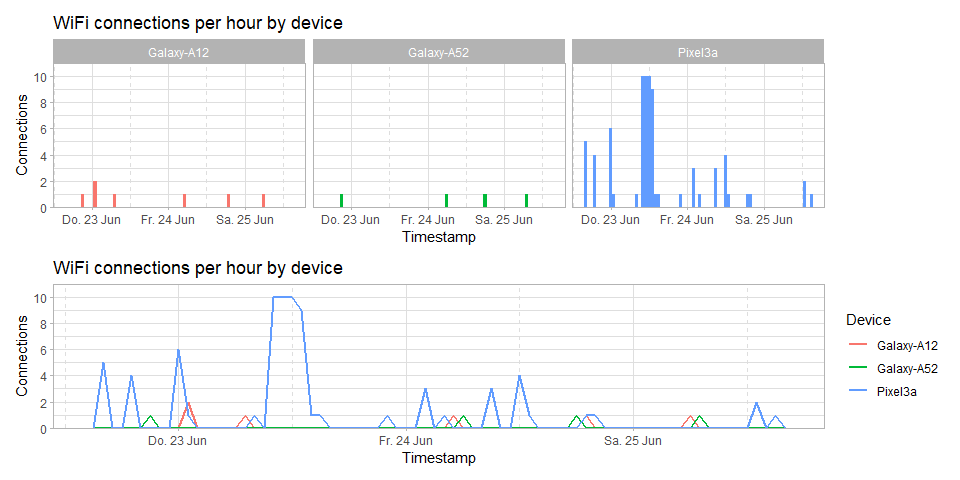 WiFi connections per hour by device
Galaxy-A12 Galaxy-A52 Pixel3a
Connections
10
8
6
4
2
0
Do. 23 Jun Fr. 24 Jun Sa. 25 Jun Do. 23 Jun Fr. 24 Jun Sa. 25 Jun Do. 23 Jun Fr. 24 Jun Sa. 25 Jun
Timestamp
WiFi connections per hour by device
Connections
10
8
6
4
2
0
Do. 23 Jun Fr. 24 Jun Sa. 25 Jun
Timestamp
Device
Galaxy-A12
Galaxy-A52
Pixel3a